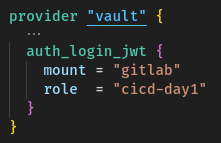 provider "vault" {
...
auth_login_jwt {
mount = "gitlab"
role = "cicd-day1"
}
}